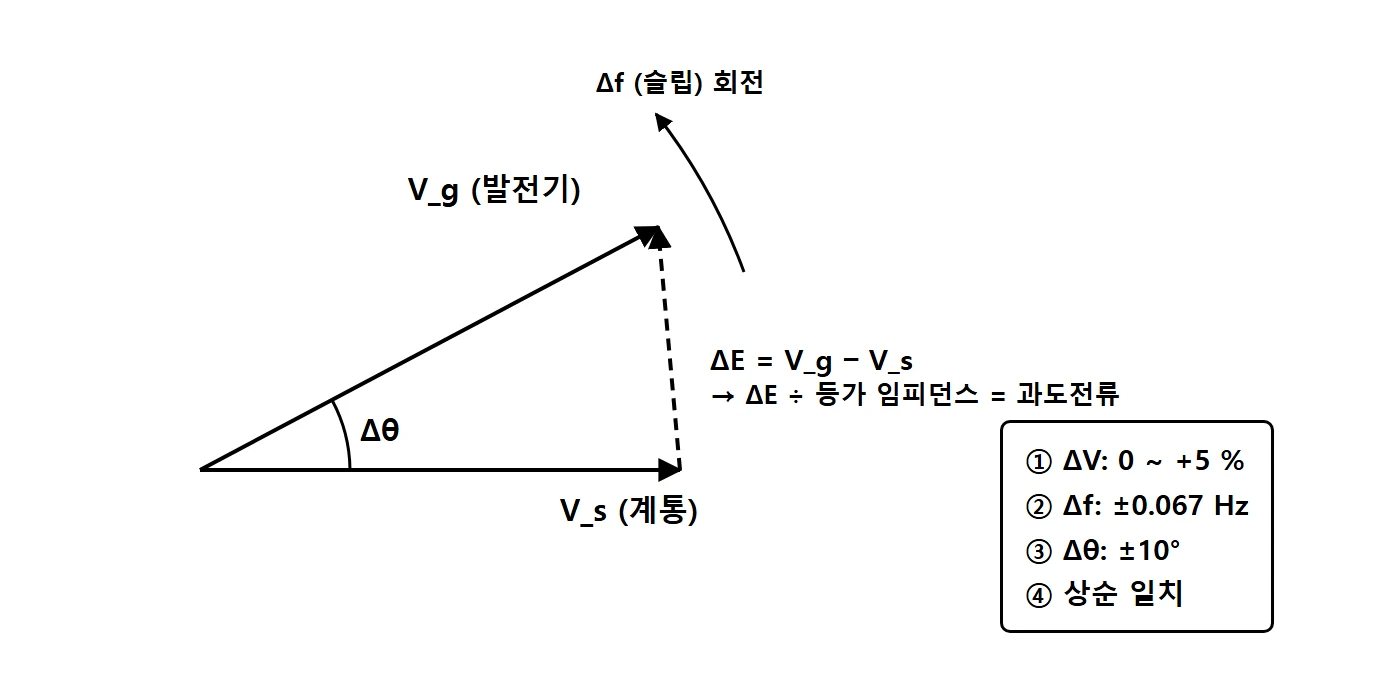 Δf (슬립) 회전
V_g (발전기)
ΔE = V_g − V_s
→ ΔE ÷ 등가 임피던스 = 과도전류
Δθ
V_s (계통)
① ΔV: 0 ~ +5 %
② Δf: ±0.067 Hz
③ Δθ: ±10°
④ 상순 일치